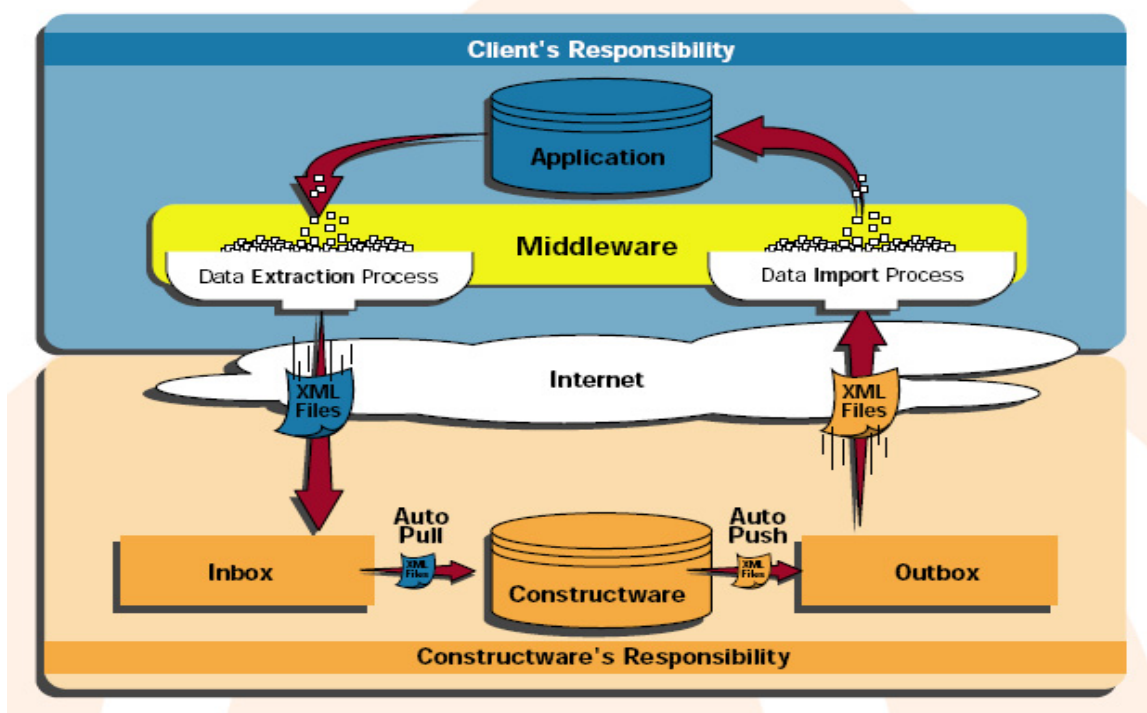 Client's Responsibility
Application
Middleware
Data Extraction Process
Data Import Process
Internet
XML
Files
XML
Files
Auto
Pull
Auto
Push
Inbox
XML
Files
Constructware
XML
Files
Outbox
Constructware's Responsibility